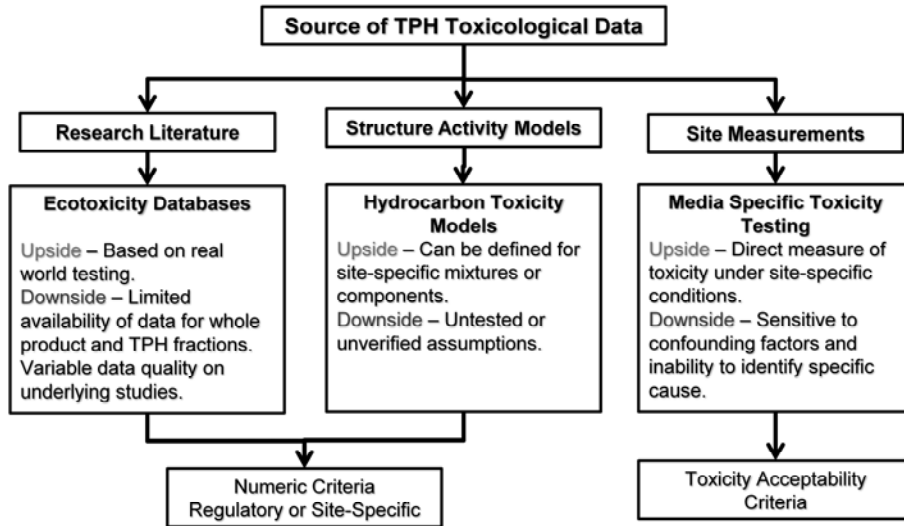 Source of TPH Toxicological Data
Research Literature
Structure Activity Models
Site Measurements
Ecotoxicity Databases
Upside – Based on real
world testing.
Downside – Limited
availability of data for whole
product and TPH fractions.
Variable data quality on
underlying studies.
Hydrocarbon Toxicity
Models
Upside – Can be defined for
site-specific mixtures or
components.
Downside – Untested or
unverified assumptions.
Media Specific Toxicity
Testing
Upside – Direct measure of
toxicity under site-specific
conditions.
Downside – Sensitive to
confounding factors and
inability to identify specific
cause.
Numeric Criteria
Regulatory or Site-Specific
Toxicity Acceptability
Criteria